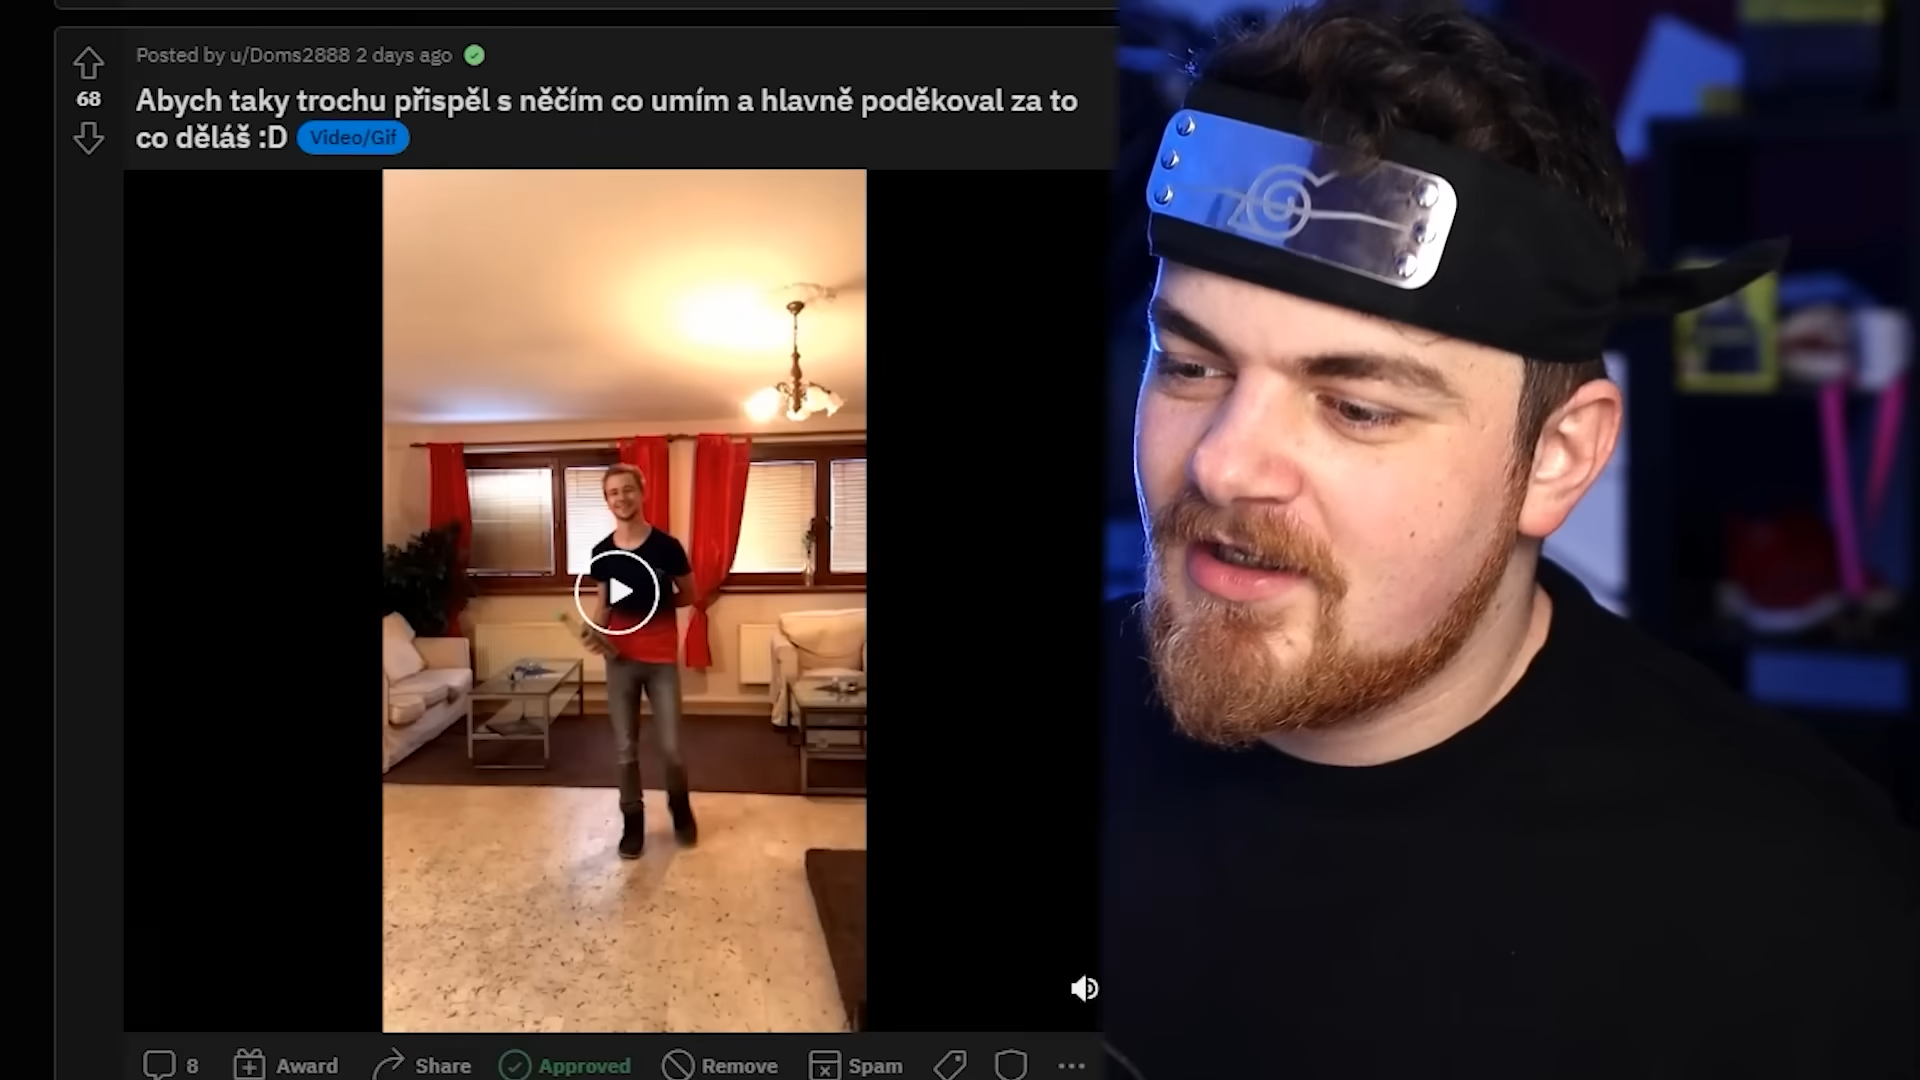 Posted by u/Doms2888 2 days ago
68
Abych taky trochu přispěl s něčím co umím a hlavně poděkoval za to
co děláš :D Video/Gif
8 Award Share Approved Remove Spam